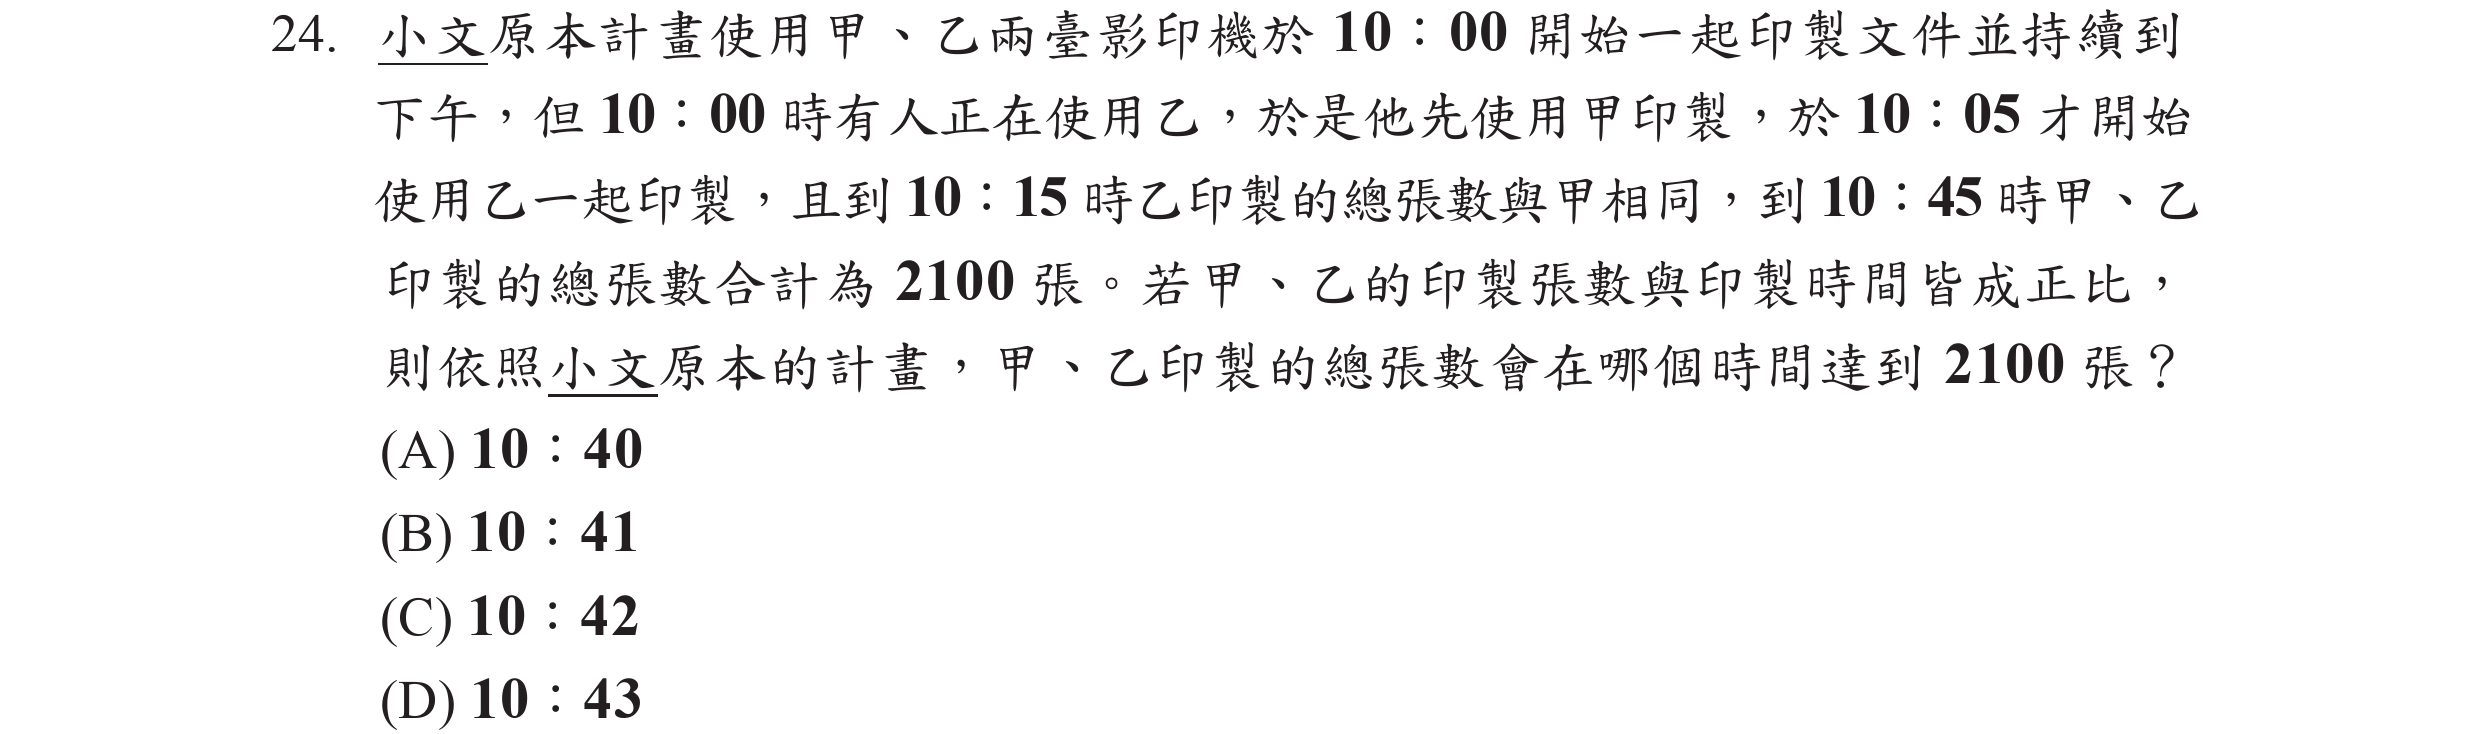 24. 小文原本計畫使用甲、乙兩臺影印機於 10：00 開始一起印製文件並持續到
下午，但 10：00 時有人正在使用乙，於是他先使用甲印製，於 10：05 才開始
使用乙一起印製，且到 10：15 時乙印製的總張數與甲相同，到 10：45 時甲、乙
印製的總張數合計為 2100 張。若甲、乙的印製張數與印製時間皆成正比，
則依照小文原本的計畫，甲、乙印製的總張數會在哪個時間達到 2100 張？
(A) 10：40
(B) 10：41
(C) 10：42
(D) 10：43